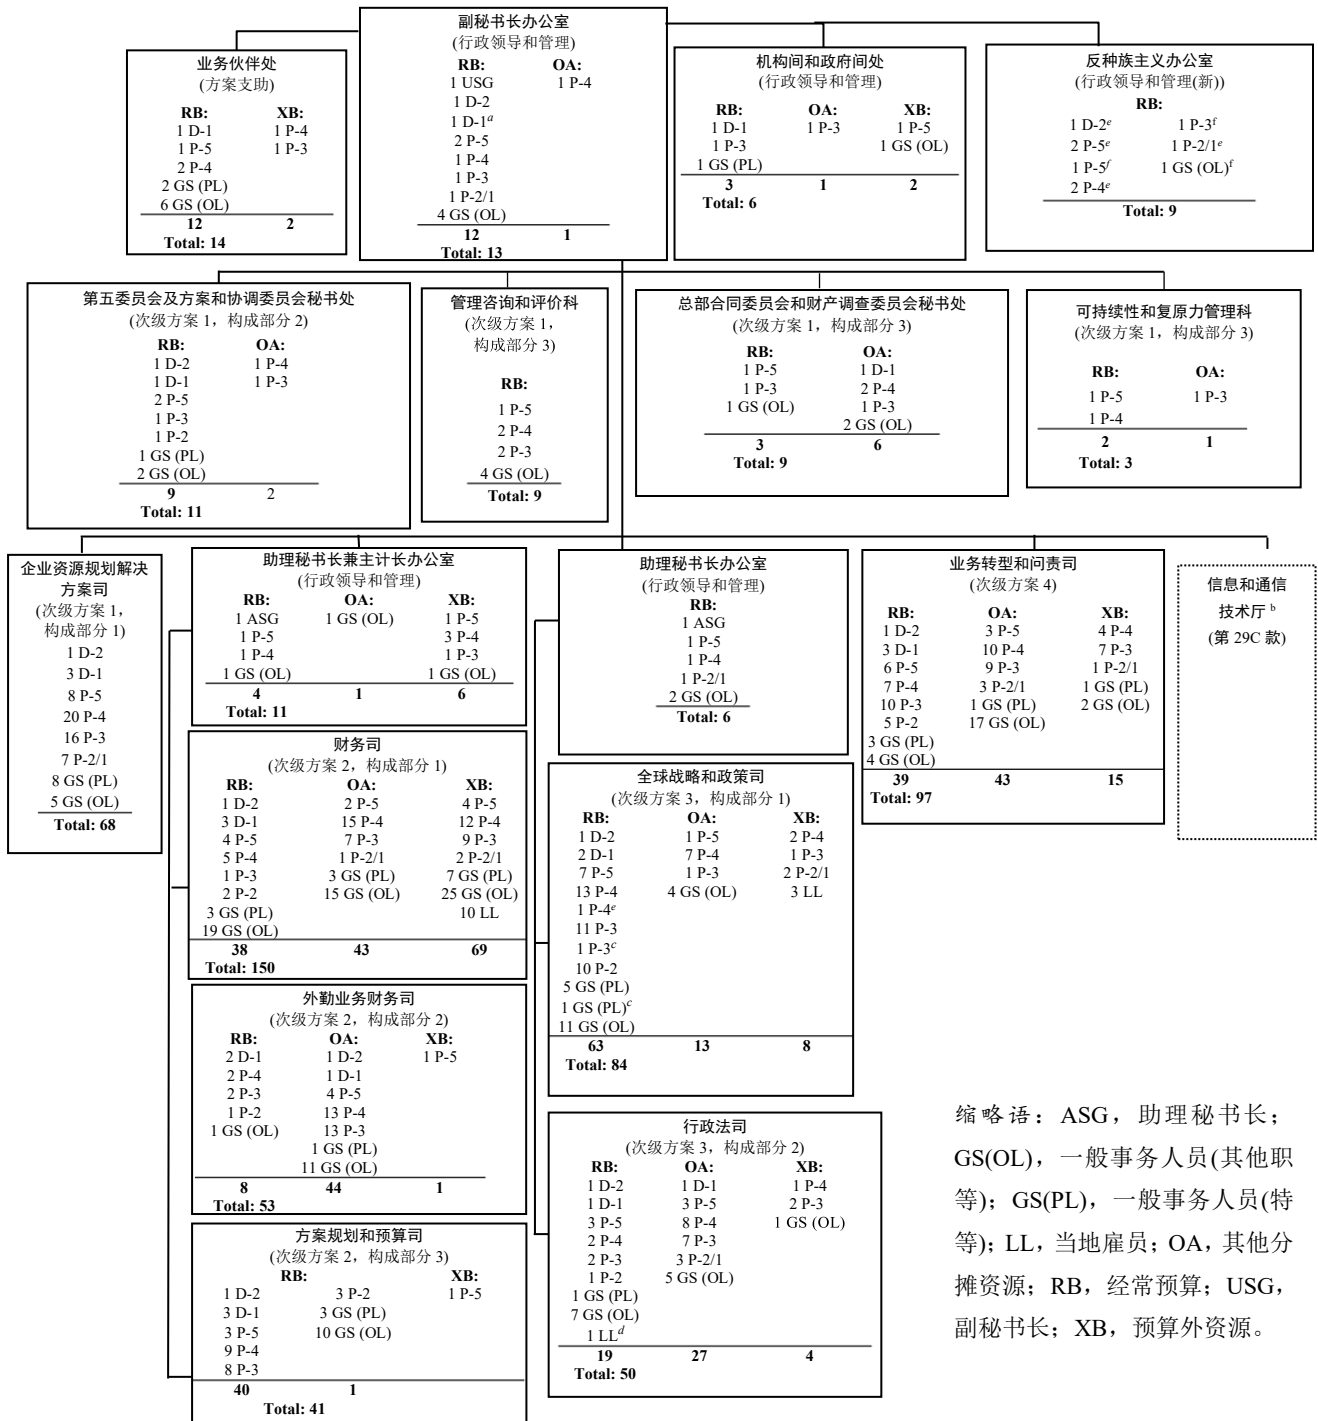 副秘书长办公室
(行政领导和管理)
RB: OA:
1 USG 1 P-4
1 D-2
1 D-1a
2 P-5
1 P-4
1 P-3
1 P-2/1
4 GS (OL)
12 1
Total: 13
业务伙伴处
(方案支助)
RB: XB:
1 D-1 1 P-4
1 P-5 1 P-3
2 P-4
2 GS (PL)
6 GS (OL)
12 2
Total: 14
机构间和政府间处
(行政领导和管理)
RB: OA: XB:
1 D-1 1 P-3 1 P-5
1 P-3 1 GS (OL)
1 GS (PL)
3 1 2
Total: 6
反种族主义办公室
(行政领导和管理(新))
RB:
1 D-2e 1 P-3f
2 P-5e 1 P-2/1e
1 P-5f 1 GS (OL)f
2 P-4e
Total: 9
第五委员会及方案和协调委员会秘书处
(次级方案 1，构成部分 2)
RB: OA:
1 D-2 1 P-4
1 D-1 1 P-3
2 P-5
1 P-3
1 P-2
1 GS (PL)
2 GS (OL)
9 2
Total: 11
管理咨询和评价科
(次级方案 1，
构成部分 3)
RB:
1 P-5
2 P-4
2 P-3
4 GS (OL)
Total: 9
总部合同委员会和财产调查委员会秘书处
(次级方案 1，构成部分 3)
RB: OA:
1 P-5 1 D-1
1 P-3 2 P-4
1 GS (OL) 1 P-3
2 GS (OL)
3 6
Total: 9
可持续性和复原力管理科
(次级方案 1，构成部分 3)
RB: OA:
1 P-5 1 P-3
1 P-4
2 1
Total: 3
企业资源规划解决
方案司
(次级方案 1，
构成部分 1)
1 D-2
3 D-1
8 P-5
20 P-4
16 P-3
7 P-2/1
8 GS (PL)
5 GS (OL)
Total: 68
助理秘书长兼主计长办公室
(行政领导和管理)
RB: OA: XB:
1 ASG 1 GS (OL) 1 P-5
1 P-5 3 P-4
1 P-4 1 P-3
1 GS (OL) 1 GS (OL)
4 1 6
Total: 11
财务司
(次级方案 2，构成部分 1)
RB: OA: XB:
1 D-2 2 P-5 4 P-5
3 D-1 15 P-4 12 P-4
4 P-5 7 P-3 9 P-3
5 P-4 1 P-2/1 2 P-2/1
1 P-3 3 GS (PL) 7 GS (PL)
2 P-2 15 GS (OL) 25 GS (OL)
3 GS (PL) 10 LL
19 GS (OL)
38 43 69
Total: 150
外勤业务财务司
(次级方案 2，构成部分 2)
RB: OA: XB:
2 D-1 1 D-2 1 P-5
2 P-4 1 D-1
2 P-3 4 P-5
1 P-2 13 P-4
1 GS (OL) 13 P-3
1 GS (PL)
11 GS (OL)
8 44 1
Total: 53
方案规划和预算司
(次级方案 2，构成部分 3)
RB: XB:
1 D-2 3 P-2 1 P-5
3 D-1 3 GS (PL)
3 P-5 10 GS (OL)
9 P-4
8 P-3
40 1
Total: 41
助理秘书长办公室
(行政领导和管理)
RB:
1 ASG
1 P-5
1 P-4
1 P-2/1
2 GS (OL)
Total: 6
全球战略和政策司
(次级方案 3，构成部分 1)
RB: OA: XB:
1 D-2 1 P-5 2 P-4
2 D-1 7 P-4 1 P-3
7 P-5 1 P-3 2 P-2/1
13 P-4 4 GS (OL) 3 LL
1 P-4e
11 P-3
1 P-3c
10 P-2
5 GS (PL)
1 GS (PL)c
11 GS (OL)
63 13 8
Total: 84
行政法司
(次级方案 3，构成部分 2)
RB: OA: XB:
1 D-2 1 D-1 1 P-4
1 D-1 3 P-5 2 P-3
3 P-5 8 P-4 1 GS (OL)
2 P-4 7 P-3
2 P-3 3 P-2/1
1 P-2 5 GS (OL)
1 GS (PL)
7 GS (OL)
1 LLd
19 27 4
Total: 50
业务转型和问责司
(次级方案 4)
RB: OA: XB:
1 D-2 3 P-5 4 P-4
3 D-1 10 P-4 7 P-3
6 P-5 9 P-3 1 P-2/1
7 P-4 3 P-2/1 1 GS (PL)
10 P-3 1 GS (PL) 2 GS (OL)
5 P-2 17 GS (OL)
3 GS (PL)
4 GS (OL)
39 43 15
Total: 97
信息和通信
技术厅 b
(第 29C 款)
缩略语：ASG，助理秘书长；
GS(OL)，一般事务人员(其他职
等)；GS(PL)，一般事务人员(特
等)；LL，当地雇员；OA，其他分
摊资源；RB，经常预算；USG，
副秘书长；XB，预算外资源。